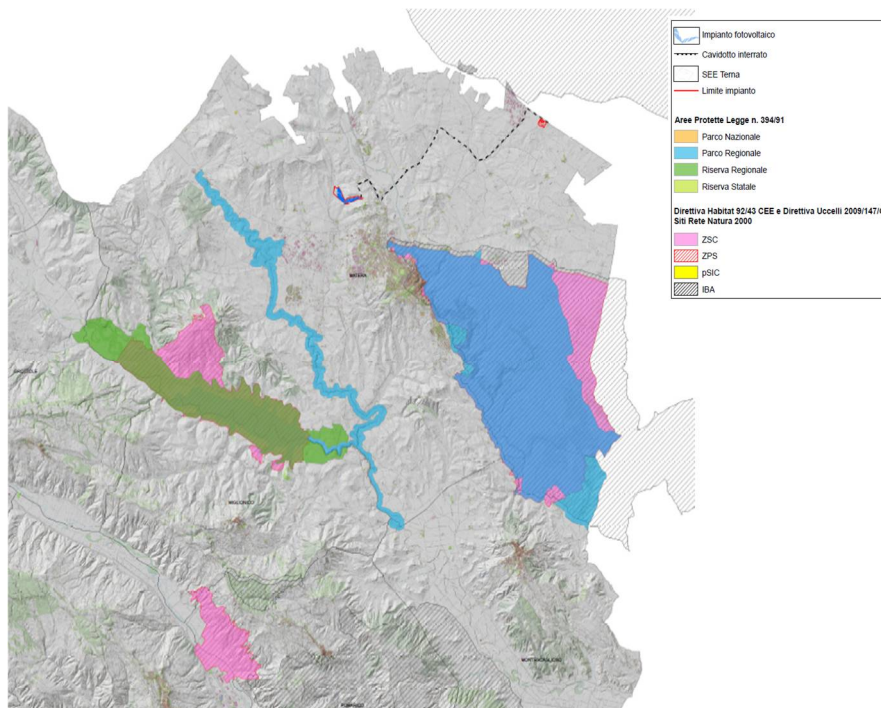 Impianto fotovoltaico
Cavidotto interrato
SEE Terna
Limite impianto
Aree Protette Legge n. 394/91
Parco Nazionale
Parco Regionale
Riserva Regionale
Riserva Statale
Direttiva Habitat 92/43 CEE e Direttiva Uccelli 2009/147/
Siti Rete Natura 2000
ZSC
ZPS
pSIC
IBA
MATERA
MIGLIONICO
MONTESCAGLIOSO